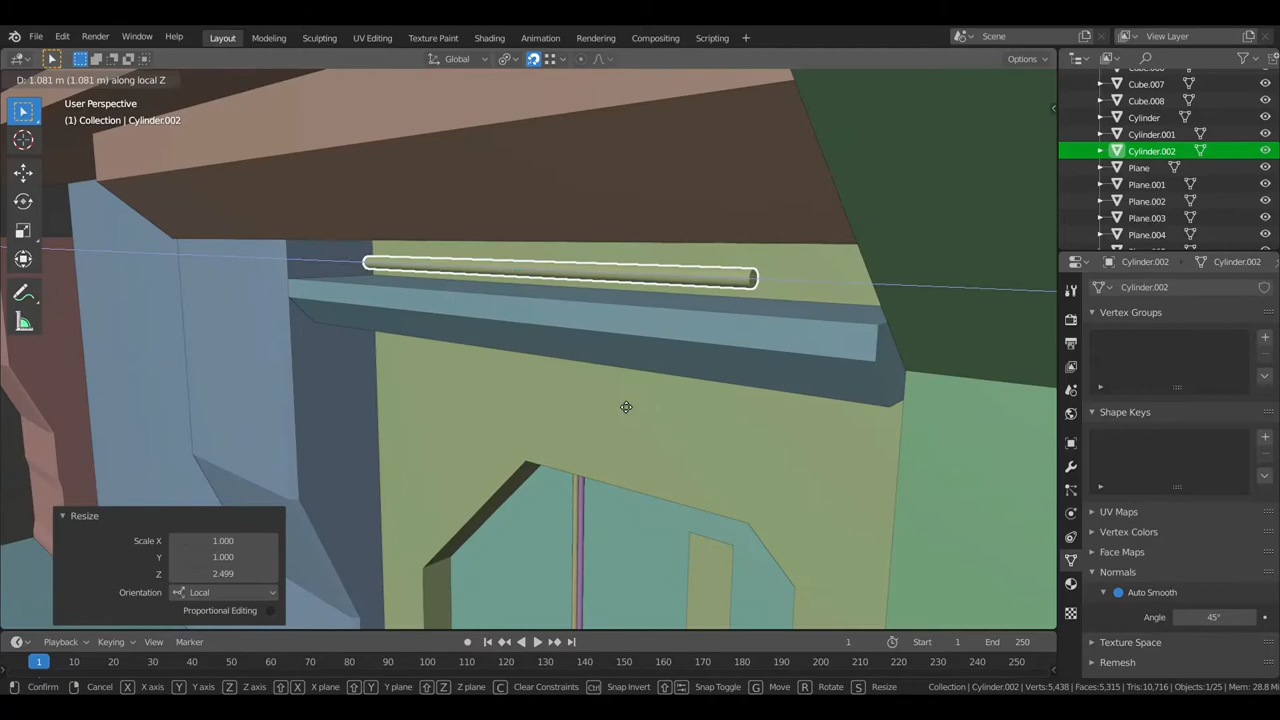 File Edit Render Window Help
Layout Modeling Sculpting UV Editing Texture Paint Shading Animation Rendering Compositing Scripting +
Scene
View Layer
Global
Options
D: 1.081 m (1.081 m) along local Z
User Perspective
(1) Collection | Cylinder.002
Cube.007
Cube.008
Cylinder
Cylinder.001
Cylinder.002
Plane
Plane.001
Plane.002
Plane.003
Plane.004
Cylinder.002 Cylinder.002
Cylinder.002
Vertex Groups
Shape Keys
UV Maps
Vertex Colors
Face Maps
Normals
Auto Smooth
Angle 45°
Texture Space
Remesh
Resize
Scale X 1.000
Y 1.000
Z 2.499
Orientation Local
Proportional Editing
Playback Keying View Marker
1 Start 1 End 250
1 10 20 30 40 50 60 70 80 90 100 110 120 130 140 150 160 170 180 190 200 210 220 230 240 250
Confirm Cancel X X axis Y Y axis Z Z axis X X plane Y Y plane Z Z plane C Clear Constraints Ctrl Snap Invert Snap Toggle G Move R Rotate S Resize Collection | Cylinder.002 | Verts:5,438 | Faces:5,315 | Tris:10,716 | Objects:1/25 | Mem: 28.8 M